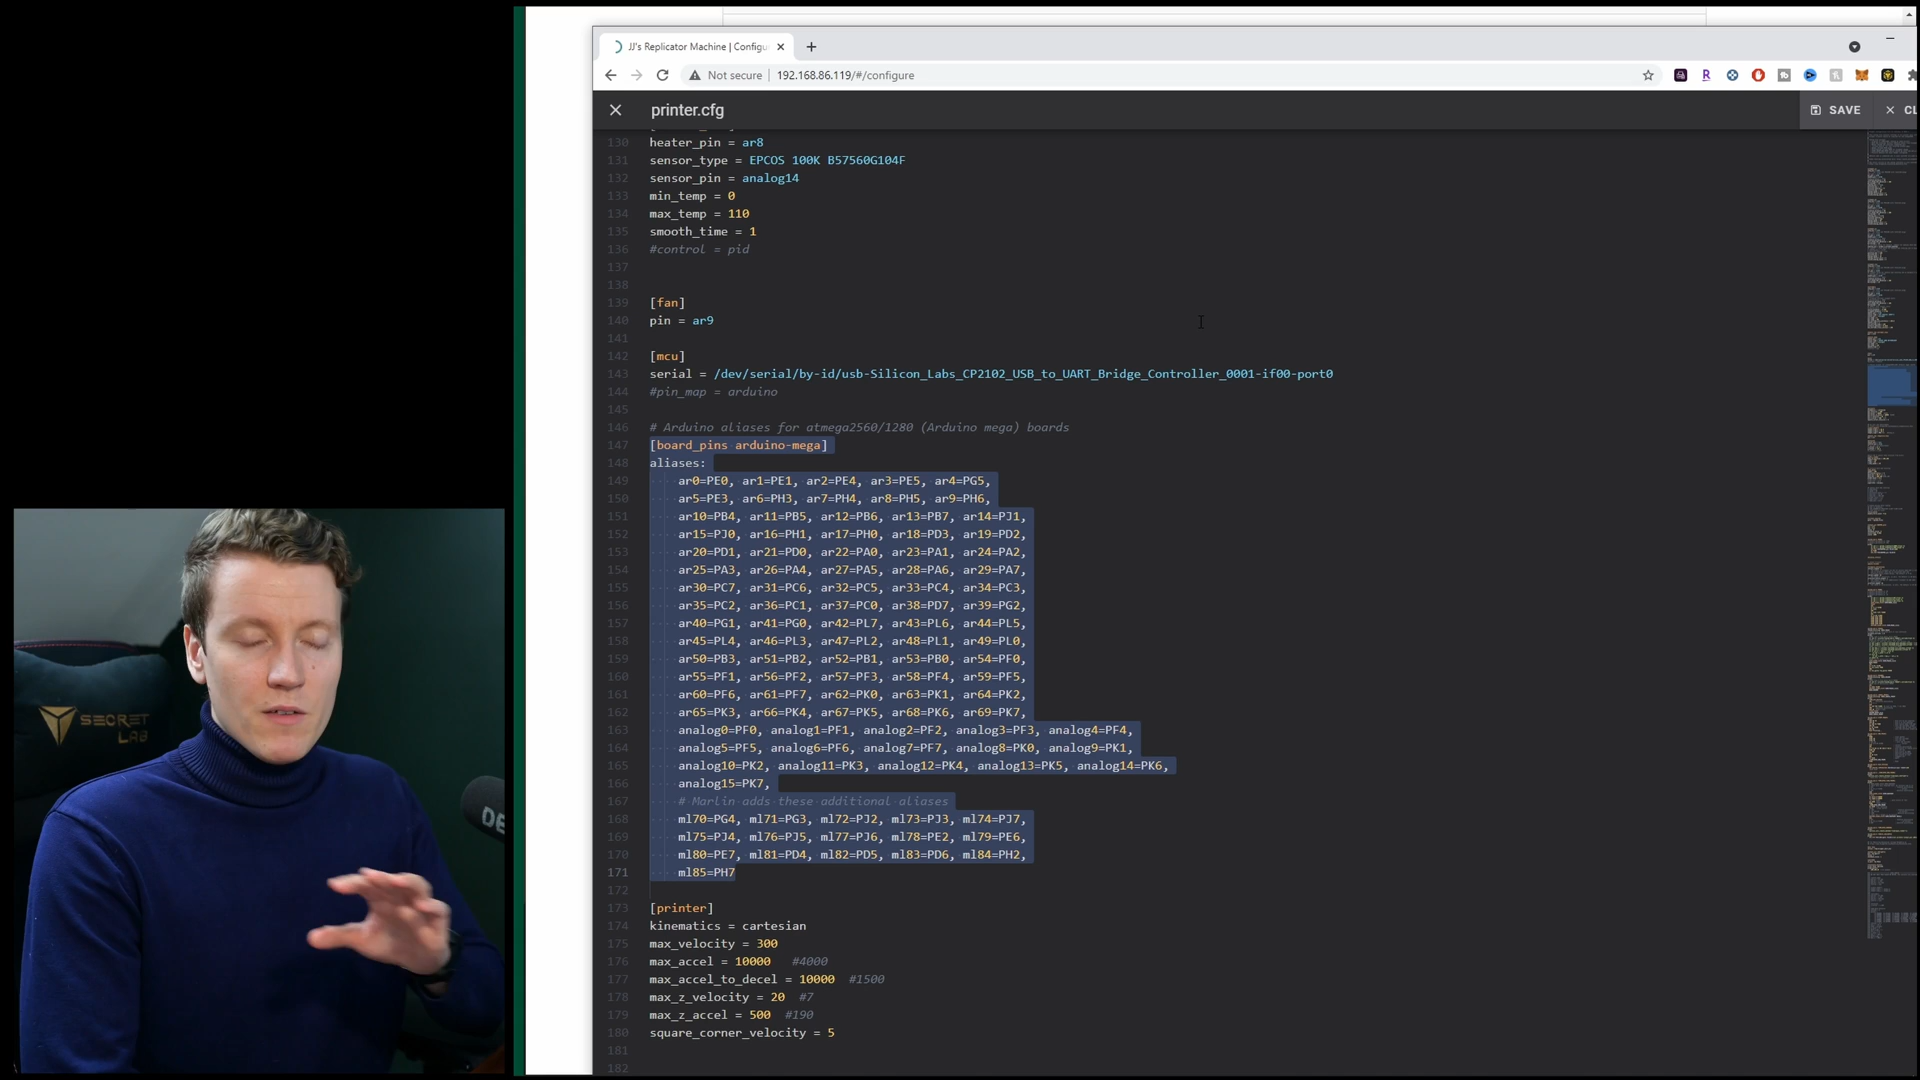 JJ's Replicator Machine | Configu
Not secure
192.168.86.119/#/configure
printer.cfg
SAVE
CL
130 heater_pin = ar8
131 sensor_type = EPCOS 100K B57560G104F
132 sensor_pin = analog14
133 min_temp = 0
134 max_temp = 110
135 smooth_time = 1
136 #control = pid
137
138
139 [fan]
140 pin = ar9
141
142 [mcu]
143 serial = /dev/serial/by-id/usb-Silicon_Labs_CP2102_USB_to_UART_Bridge_Controller_0001-if00-port0
144 #pin_map = arduino
145
146 # Arduino aliases for atmega2560/1280 (Arduino mega) boards
147 [board_pins arduino-mega]
148 aliases:
149 ar0=PE0, ar1=PE1, ar2=PE4, ar3=PE5, ar4=PG5,
150 ar5=PE3, ar6=PH3, ar7=PH4, ar8=PH5, ar9=PH6,
151 ar10=PB4, ar11=PB5, ar12=PB6, ar13=PB7, ar14=PJ1,
152 ar15=PJ0, ar16=PH1, ar17=PH0, ar18=PD3, ar19=PD2,
153 ar20=PD1, ar21=PD0, ar22=PA0, ar23=PA1, ar24=PA2,
154 ar25=PA3, ar26=PA4, ar27=PA5, ar28=PA6, ar29=PA7,
155 ar30=PC7, ar31=PC6, ar32=PC5, ar33=PC4, ar34=PC3,
156 ar35=PC2, ar36=PC1, ar37=PC0, ar38=PD7, ar39=PG2,
157 ar40=PG1, ar41=PG0, ar42=PL7, ar43=PL6, ar44=PL5,
158 ar45=PL4, ar46=PL3, ar47=PL2, ar48=PL1, ar49=PL0,
159 ar50=PB3, ar51=PB2, ar52=PB1, ar53=PB0, ar54=PF0,
160 ar55=PF1, ar56=PF2, ar57=PF3, ar58=PF4, ar59=PF5,
161 ar60=PF6, ar61=PF7, ar62=PK0, ar63=PK1, ar64=PK2,
162 ar65=PK3, ar66=PK4, ar67=PK5, ar68=PK6, ar69=PK7,
163 analog0=PF0, analog1=PF1, analog2=PF2, analog3=PF3, analog4=PF4,
164 analog5=PF5, analog6=PF6, analog7=PF7, analog8=PK0, analog9=PK1,
165 analog10=PK2, analog11=PK3, analog12=PK4, analog13=PK5, analog14=PK6,
166 analog15=PK7,
167 # Marlin adds these additional aliases
168 ml70=PG4, ml71=PG3, ml72=PJ2, ml73=PJ3, ml74=PJ7,
169 ml75=PJ4, ml76=PJ5, ml77=PJ6, ml78=PE2, ml79=PE6,
170 ml80=PE7, ml81=PD4, ml82=PD5, ml83=PD6, ml84=PH2,
171 ml85=PH7
172
173 [printer]
174 kinematics = cartesian
175 max_velocity = 300
176 max_accel = 10000 #4000
177 max_accel_to_decel = 10000 #1500
178 max_z_velocity = 20 #7
179 max_z_accel = 500 #190
180 square_corner_velocity = 5
181
182
SECRET
LAB
DE